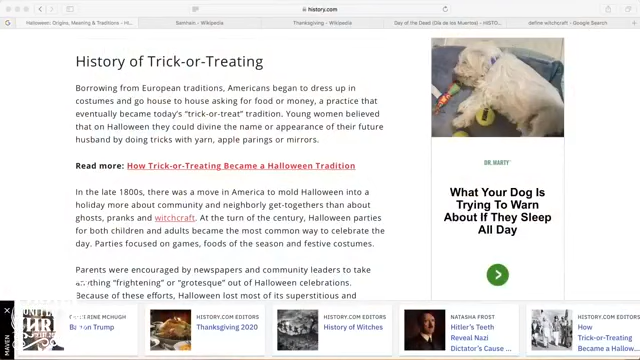 history.com
Halloween: Origins, Meaning & Traditions - HI...
Samhain - Wikipedia
Thanksgiving - Wikipedia
Day of the Dead (Día de los Muertos) - HISTO...
define witchcraft - Google Search
History of Trick-or-Treating
Borrowing from European traditions, Americans began to dress up in
costumes and go house to house asking for food or money, a practice that
eventually became today's “trick-or-treat” tradition. Young women believed
that on Halloween they could divine the name or appearance of their future
husband by doing tricks with yarn, apple parings or mirrors.
Read more: How Trick-or-Treating Became a Halloween Tradition
In the late 1800s, there was a move in America to mold Halloween into a
holiday more about community and neighborly get-togethers than about
ghosts, pranks and witchcraft. At the turn of the century, Halloween parties
for both children and adults became the most common way to celebrate the
day. Parties focused on games, foods of the season and festive costumes.
Parents were encouraged by newspapers and community leaders to take
anything “frightening” or “grotesque” out of Halloween celebrations.
Because of these efforts, Halloween lost most of its superstitious and
DR. MARTY
What Your Dog Is
Trying To Warn
About If They Sleep
All Day
MAVEN
RINE MCHUGH
Trump
HISTORY.COM EDITORS
Thanksgiving 2020
HISTORY.COM EDITORS
History of Witches
NATASHA FROST
Hitler's Teeth
Reveal Nazi
Dictator's Cause ...
HISTORY.COM EDITORS
How
Trick-or-Treating
Became a Hallow...